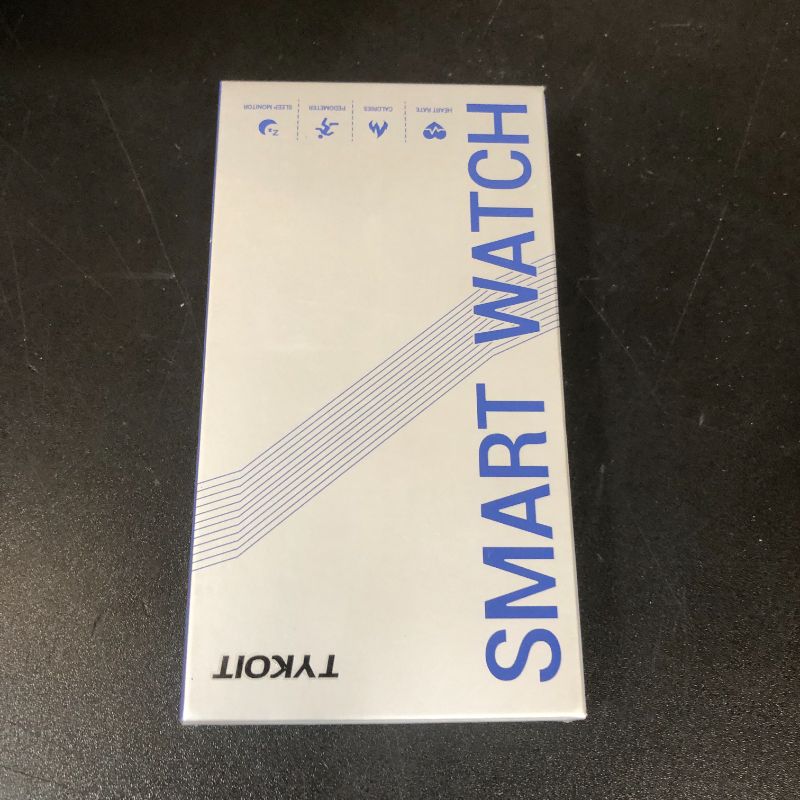 TYKOIT
SMART WATCH
HEART RATE
CALORIES
PEDOMETER
SLEEP MONITOR